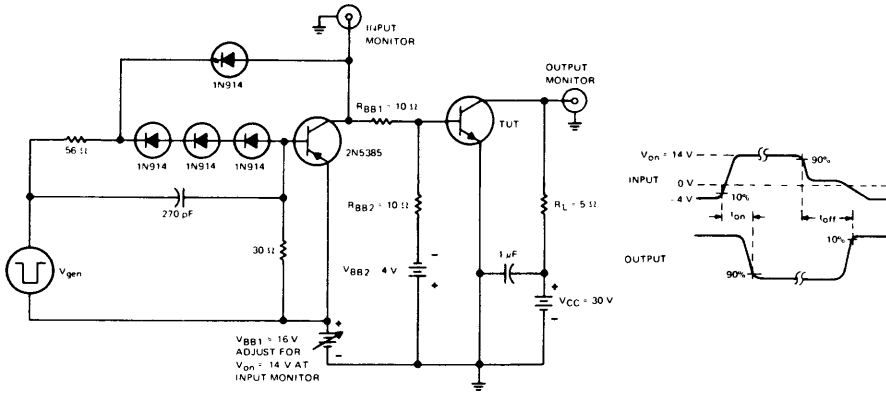 INPUT
MONITOR
1N914
OUTPUT
MONITOR
RBB1 = 10 Ω
TUT
56 Ω
1N914
1N914
1N914
2N5385
270 pF
RBB2 = 10 Ω
RL = 5 Ω
30 Ω
Vgen
VBB2 4 V
1 µF
VCC = 30 V
VBB1 = 16 V
ADJUST FOR
Von = 14 V AT
INPUT MONITOR
Von = 14 V
90%
INPUT
0 V
10%
-4 V
ton
toff
10%
OUTPUT
90%